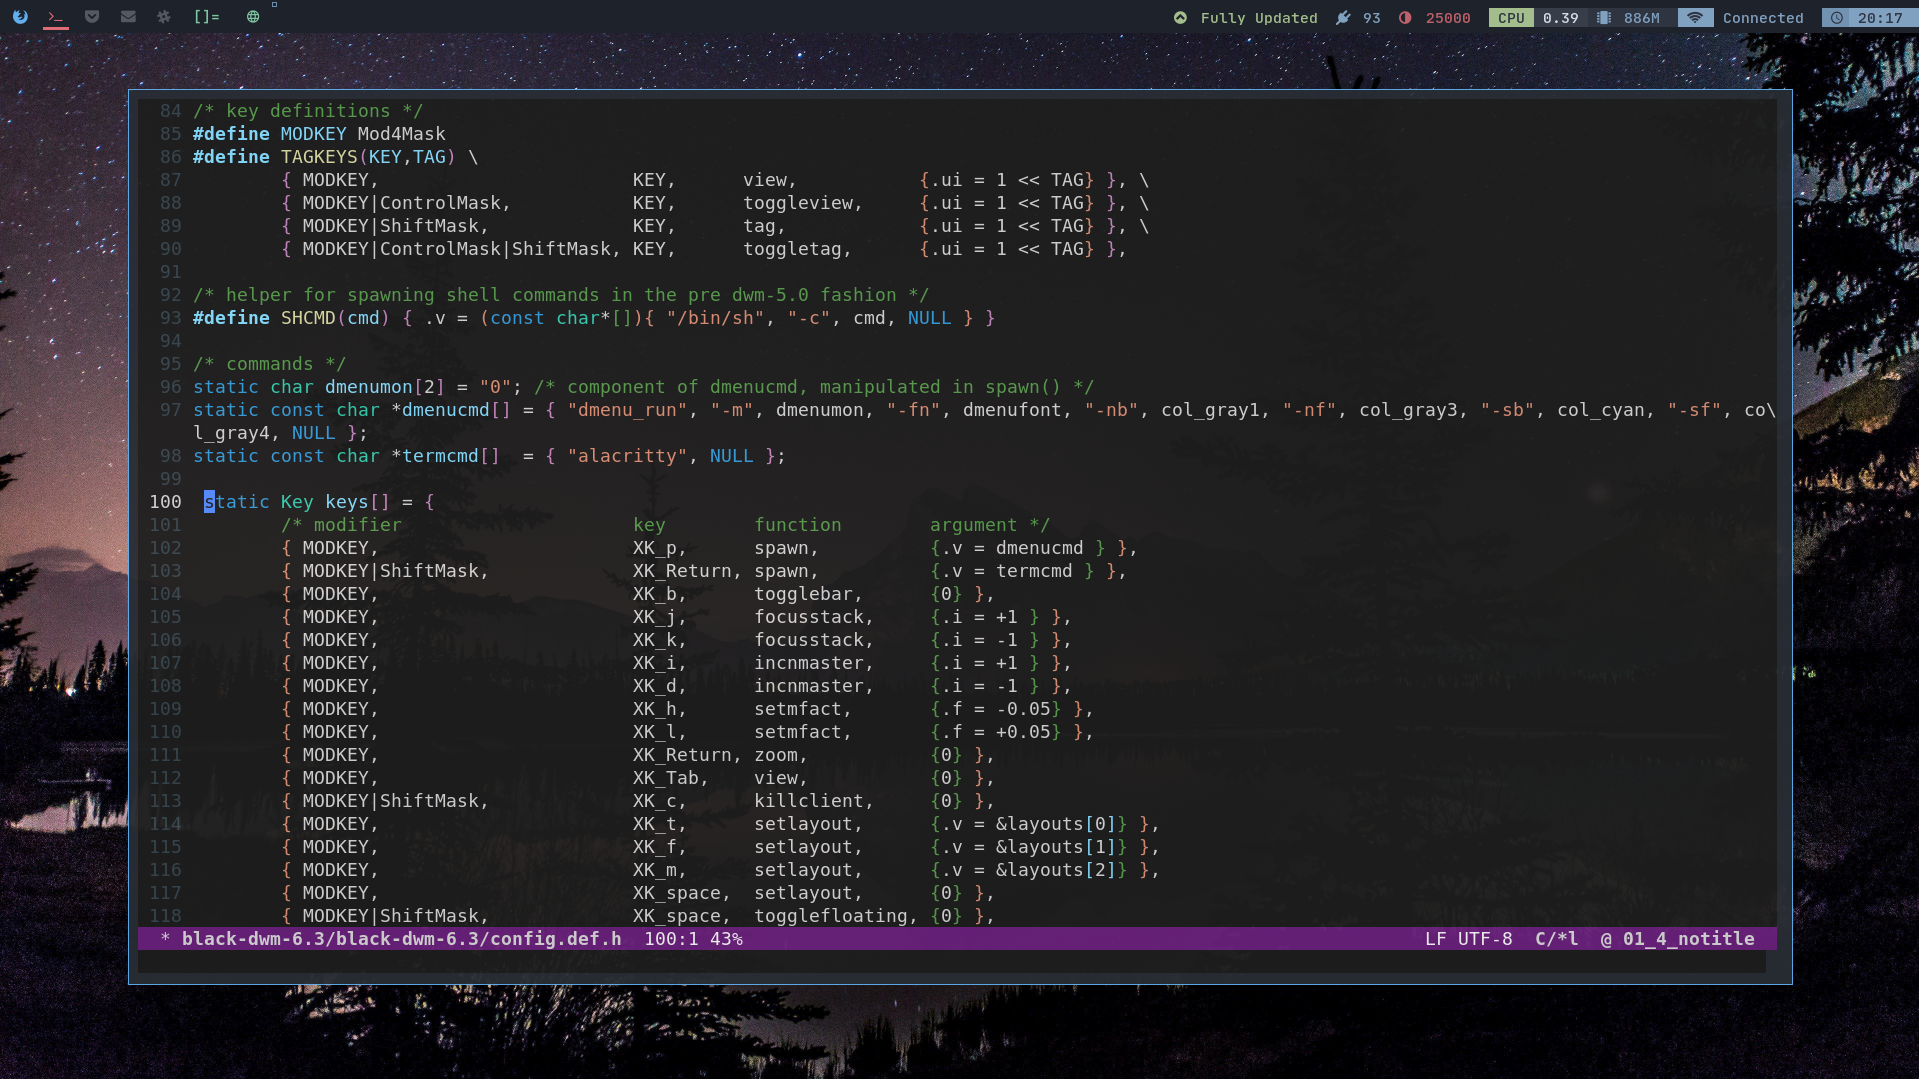 []=
Fully Updated 93 25000 CPU 0.39 886M Connected 20:17
84 /* key definitions */
85 #define MODKEY Mod4Mask
86 #define TAGKEYS(KEY,TAG) \
87         { MODKEY,                       KEY,      view,           {.ui = 1 << TAG} }, \
88         { MODKEY|ControlMask,           KEY,      toggleview,     {.ui = 1 << TAG} }, \
89         { MODKEY|ShiftMask,             KEY,      tag,            {.ui = 1 << TAG} }, \
90         { MODKEY|ControlMask|ShiftMask, KEY,      toggletag,      {.ui = 1 << TAG} },
91
92 /* helper for spawning shell commands in the pre dwm-5.0 fashion */
93 #define SHCMD(cmd) { .v = (const char*[]){ "/bin/sh", "-c", cmd, NULL } }
94
95 /* commands */
96 static char dmenumon[2] = "0"; /* component of dmenucmd, manipulated in spawn() */
97 static const char *dmenucmd[] = { "dmenu_run", "-m", dmenumon, "-fn", dmenufont, "-nb", col_gray1, "-nf", col_gray3, "-sb", col_cyan, "-sf", co\
l_gray4, NULL };
98 static const char *termcmd[]  = { "alacritty", NULL };
99
100  static Key keys[] = {
101         /* modifier                     key        function        argument */
102         { MODKEY,                       XK_p,      spawn,          {.v = dmenucmd } },
103         { MODKEY|ShiftMask,             XK_Return, spawn,          {.v = termcmd } },
104         { MODKEY,                       XK_b,      togglebar,      {0} },
105         { MODKEY,                       XK_j,      focusstack,     {.i = +1 } },
106         { MODKEY,                       XK_k,      focusstack,     {.i = -1 } },
107         { MODKEY,                       XK_i,      incnmaster,     {.i = +1 } },
108         { MODKEY,                       XK_d,      incnmaster,     {.i = -1 } },
109         { MODKEY,                       XK_h,      setmfact,       {.f = -0.05} },
110         { MODKEY,                       XK_l,      setmfact,       {.f = +0.05} },
111         { MODKEY,                       XK_Return, zoom,           {0} },
112         { MODKEY,                       XK_Tab,    view,           {0} },
113         { MODKEY|ShiftMask,             XK_c,      killclient,     {0} },
114         { MODKEY,                       XK_t,      setlayout,      {.v = &layouts[0]} },
115         { MODKEY,                       XK_f,      setlayout,      {.v = &layouts[1]} },
116         { MODKEY,                       XK_m,      setlayout,      {.v = &layouts[2]} },
117         { MODKEY,                       XK_space,  setlayout,      {0} },
118         { MODKEY|ShiftMask,             XK_space,  togglefloating, {0} },
* black-dwm-6.3/black-dwm-6.3/config.def.h  100:1 43%  LF UTF-8  C/*l  @ 01_4_notitle